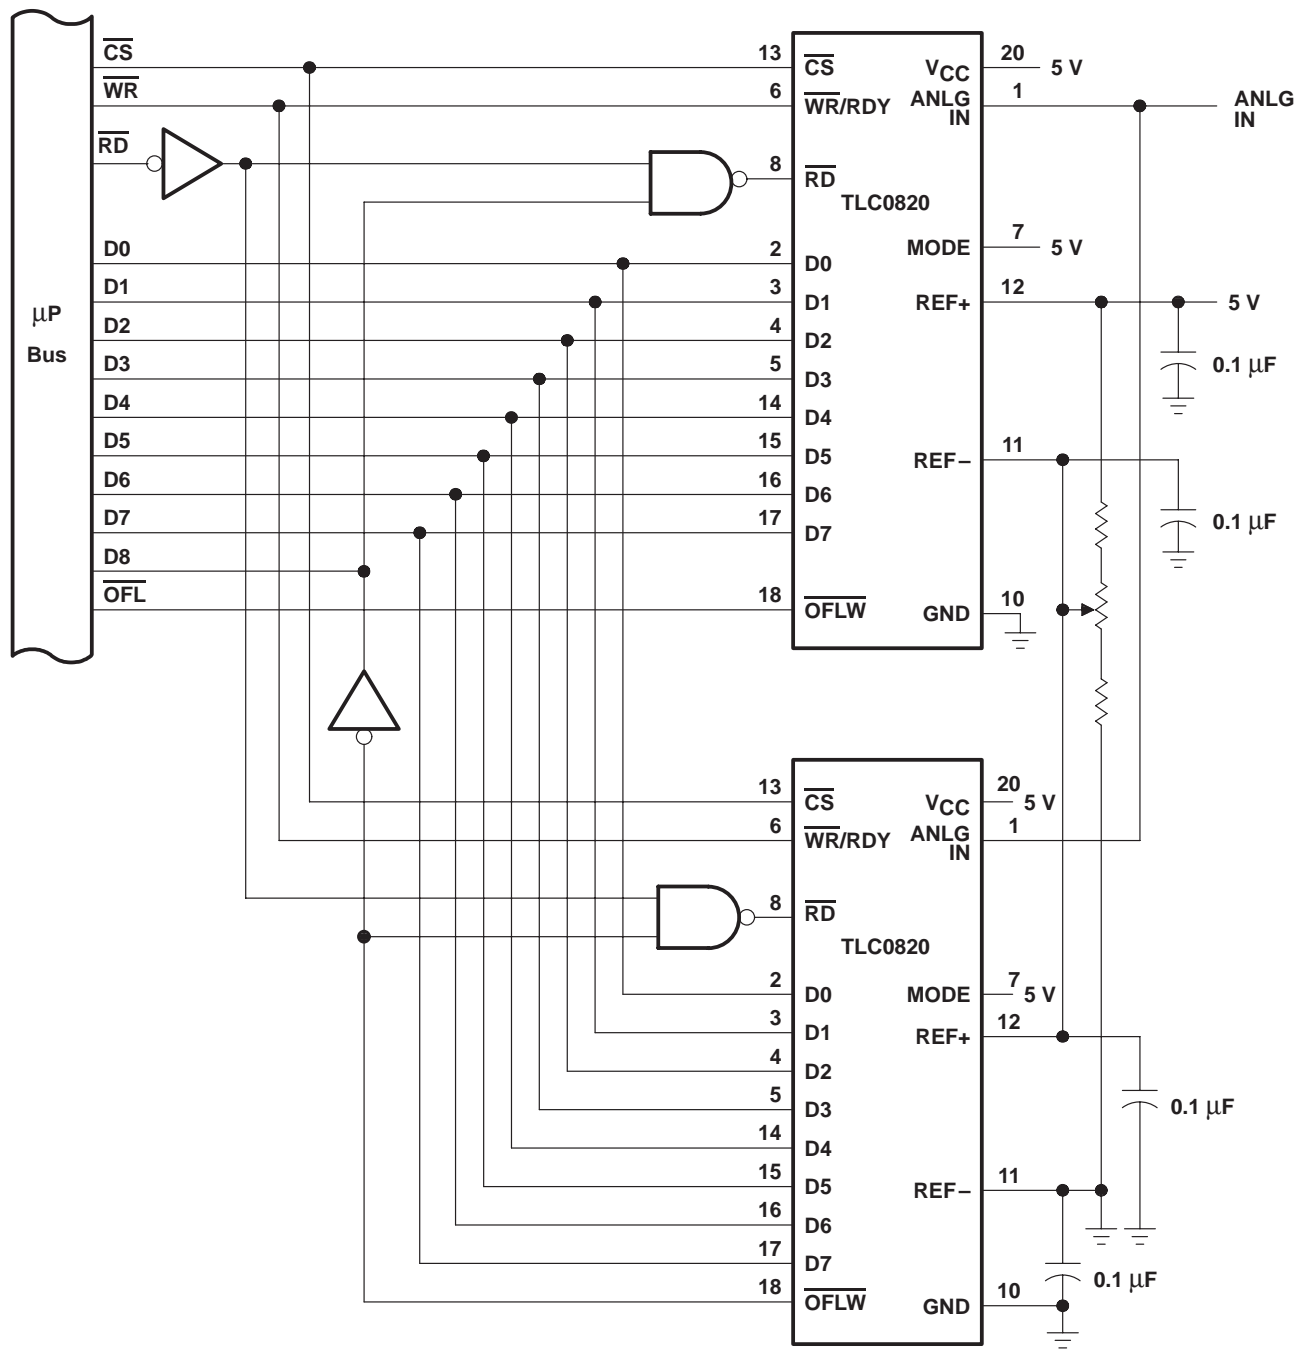 CS 13 CS VCC 20 5 V
WR 6 WR/RDY ANLG IN 1 ANLG IN
RD 8 RD
TLC0820
MODE 7 5 V
D0 2 D0
D1 3 D1 REF+ 12 5 V
μP Bus
D2 4 D2
D3 5 D3 0.1 μF
D4 14 D4
D5 15 D5 REF– 11
D6 16 D6
D7 17 D7 0.1 μF
D8
OFL 18 OFLW GND 10
13 CS VCC 20 5 V
6 WR/RDY ANLG IN 1
8 RD
TLC0820
2 D0 MODE 7 5 V
3 D1 REF+ 12
4 D2
5 D3 0.1 μF
14 D4
15 D5 REF– 11
16 D6
17 D7 0.1 μF
18 OFLW GND 10